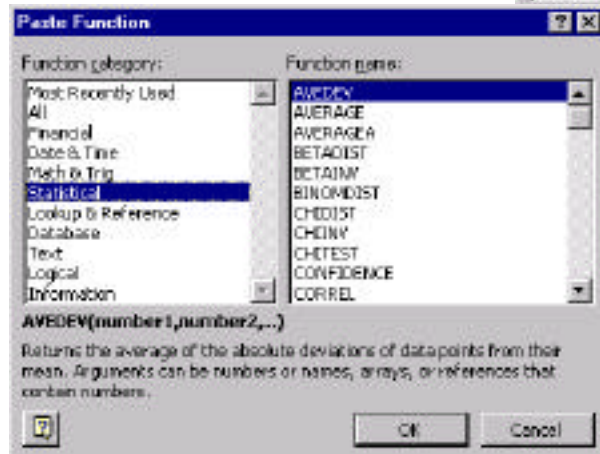 Paste Function
Function category:
Function name:
Most Recently Used
All
Financial
Date & Time
Math & Trig
Statistical
Lookup & Reference
Database
Text
Logical
Information
AVEDEV
AVERAGE
AVERAGEA
BETADIST
BETAINV
BINOMDIST
CHIDIST
CHIINV
CHITEST
CONFIDENCE
CORREL
AVEDEV(number1,number2,...)
Returns the average of the absolute deviations of data points from their
mean. Arguments can be numbers or names, arrays, or references that
contain numbers.
OK
Cancel